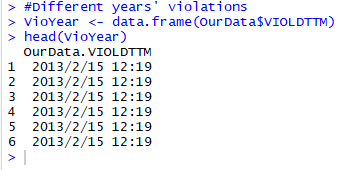 > #Different years' violations
> VioYear <- data.frame(OurData$VIOLDTTM)
> head(VioYear)
OurData.VIOLDTTM
1 2013/2/15 12:19
2 2013/2/15 12:19
3 2013/2/15 12:19
4 2013/2/15 12:19
5 2013/2/15 12:19
6 2013/2/15 12:19
>